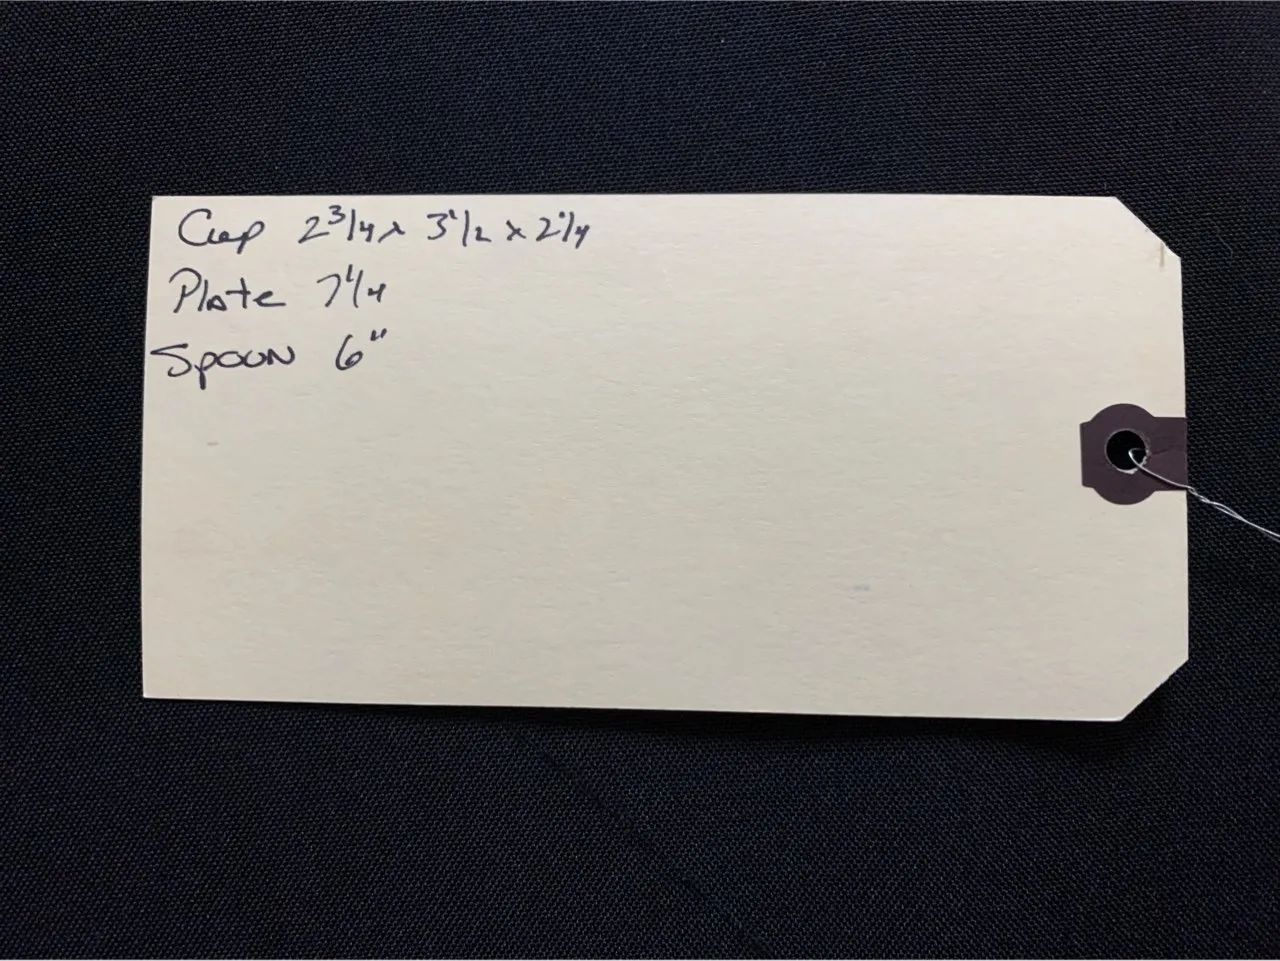 Cup 2 3/4 x 3 1/2 x 2 1/4
Plate 7 1/4
Spoon 6"